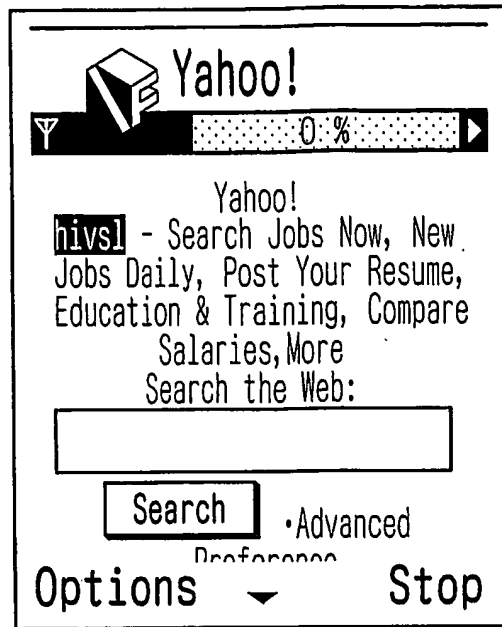 Yahoo!
0 %
Yahoo!
hivsl - Search Jobs Now, New
Jobs Daily, Post Your Resume,
Education & Training, Compare
Salaries,More
Search the Web:
Search •Advanced
Preference
Options Stop